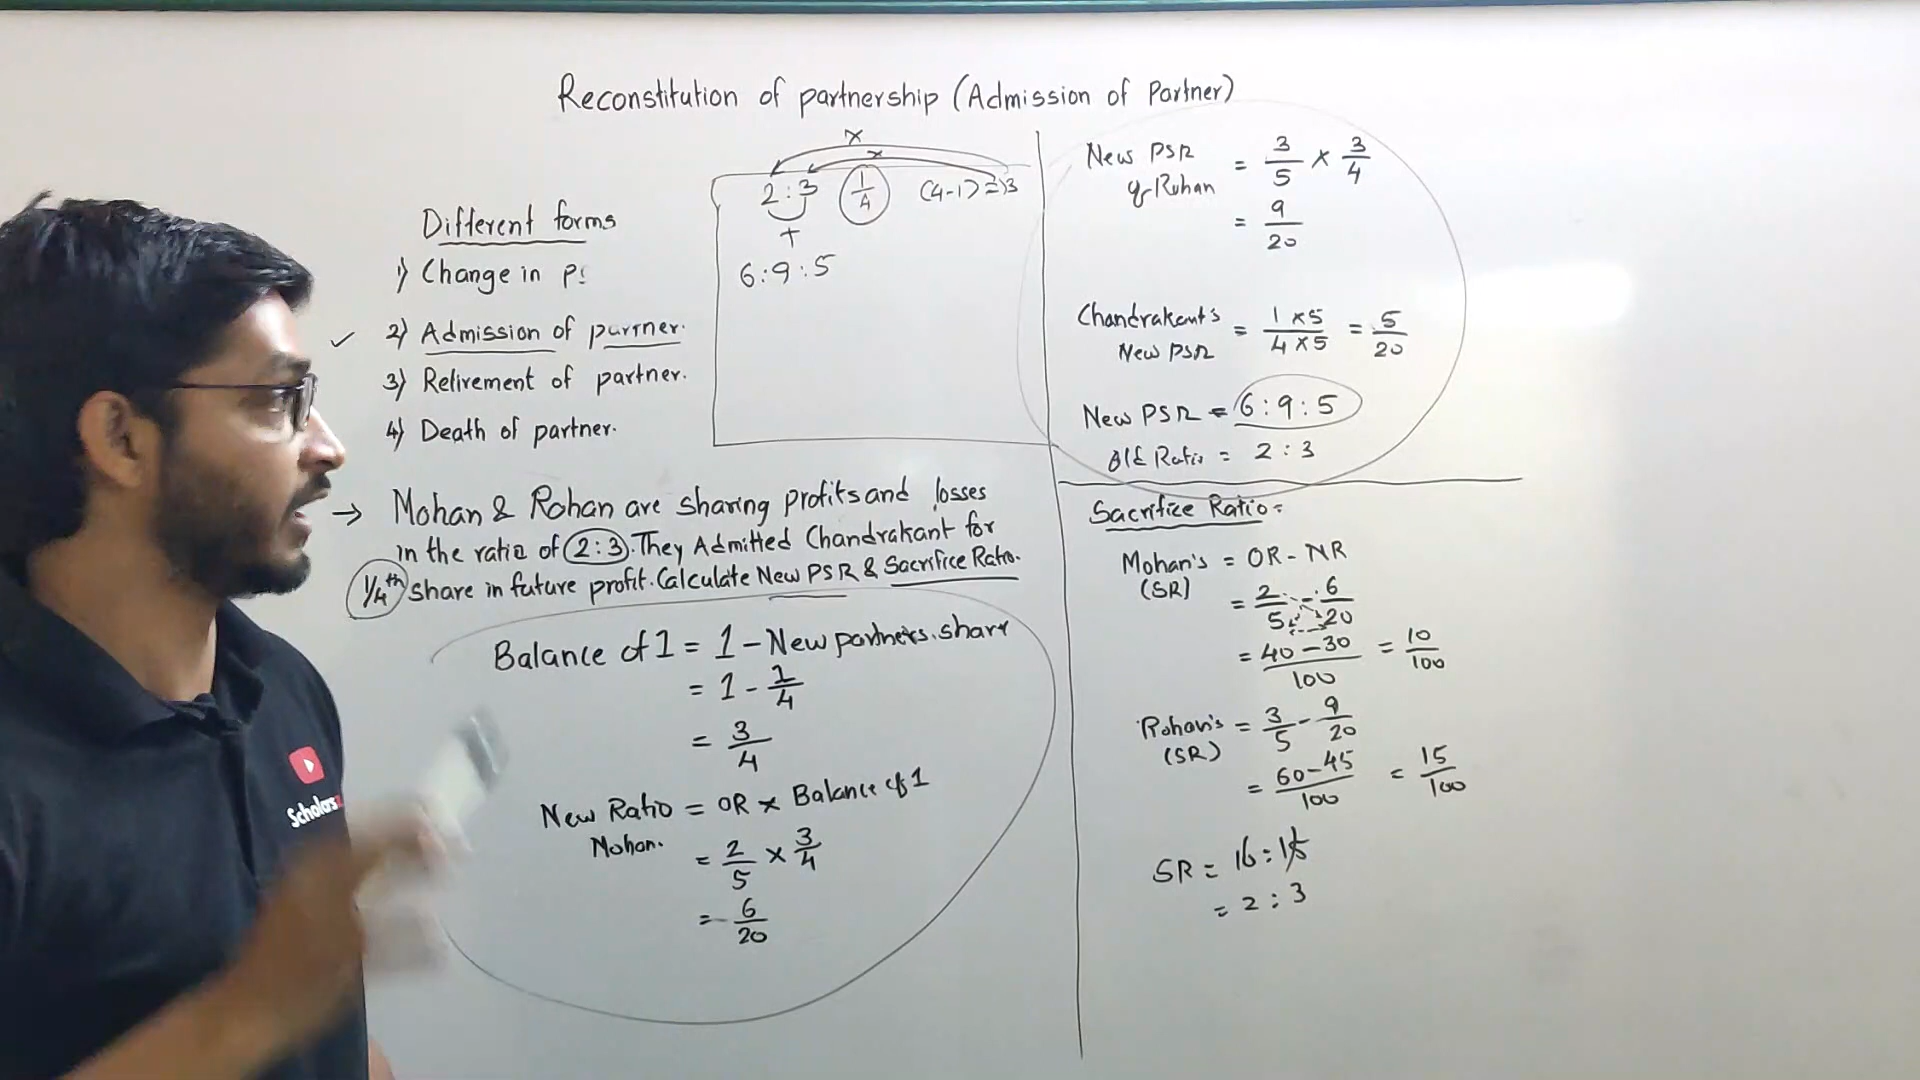 Reconstitution of partnership (Admission of Partner)
Different forms
1) Change in
2) Admission of partner.
3) Retirement of partner.
4) Death of partner.
x
x
2:3 1/4 (4-1) = 3
+
6:9:5
→ Mohan & Rohan are sharing profits and losses
in the ratio of 2:3. They Admitted Chandrakant for
1/4th share in future profit. Calculate New PSR & Sacrifice Ratio.
Balance of 1 = 1 - New partners. share
= 1 - 1/4
= 3/4
New Ratio = OR x Balance of 1
Mohan.
= 2/5 x 3/4
= 6/20
New PSR of Rohan = 3/5 x 3/4
= 9/20
Chandrakant's New PSR = 1 x5 / 4 x5 = 5/20
New PSR = 6:9:5
Old Ratio = 2:3
Sacrifice Ratio =
Mohan's (SR) = OR - NR
= 2/5 - 6/20
= 40-30/100 = 10/100
Rohan's (SR) = 3/5 - 9/20
= 60-45/100 = 15/100
SR = 10:15
= 2:3
Scholars